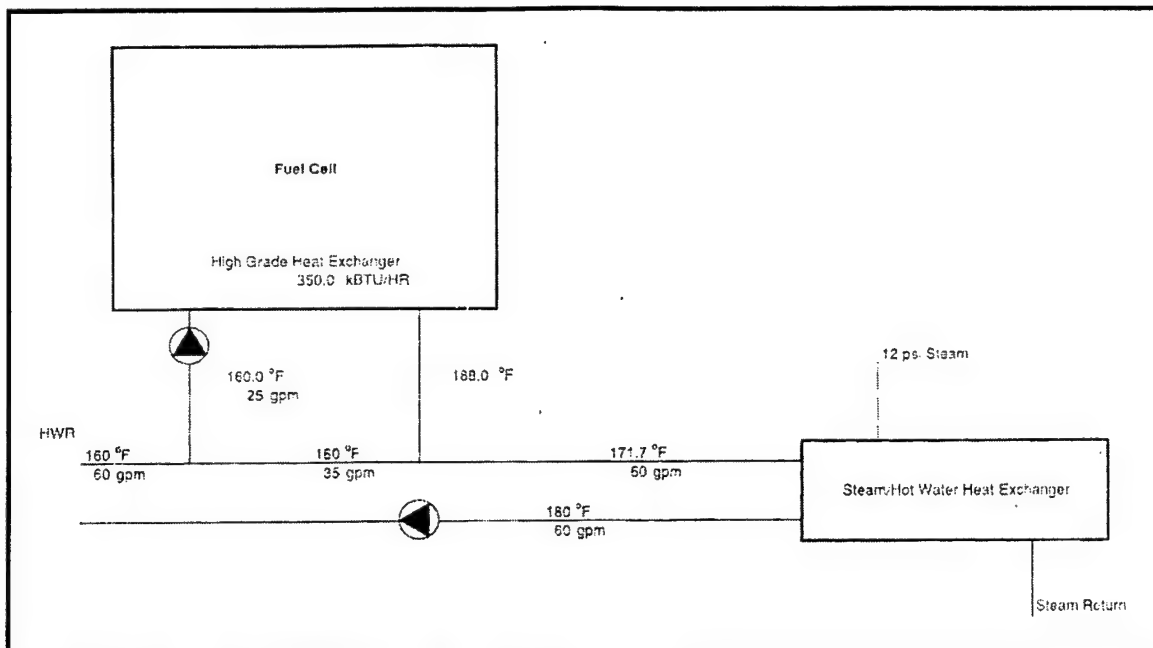 Fuel Cell
High Grade Heat Exchanger
350.0 kBTU/HR
160.0 °F
25 gpm
188.0 °F
12 psi Steam
HWR
160 °F
60 gpm
160 °F
35 gpm
171.7 °F
60 gpm
Steam/Hot Water Heat Exchanger
180 °F
60 gpm
Steam Return